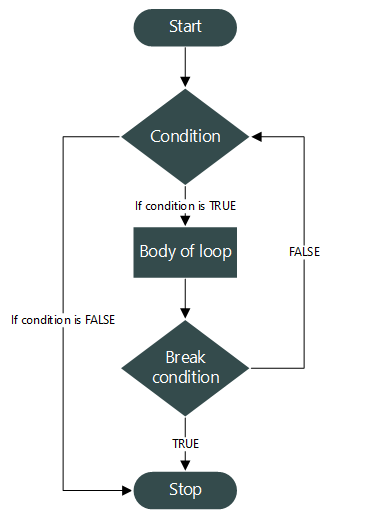 Start
Condition
If condition is TRUE
Body of loop
FALSE
If condition is FALSE
Break
condition
TRUE
Stop